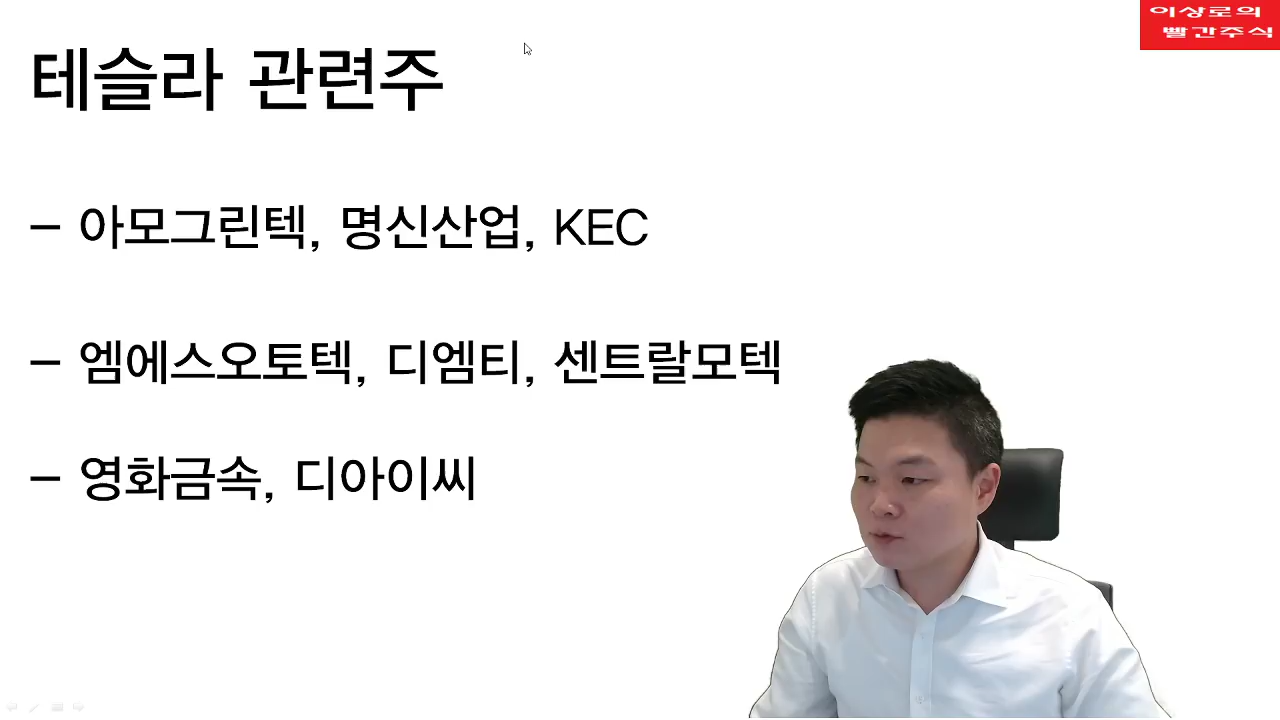 이상로의
빨간주식
테슬라 관련주
- 아모그린텍, 명신산업, KEC
- 엠에스오토텍, 디엠티, 센트랄모텍
- 영화금속, 디아이씨